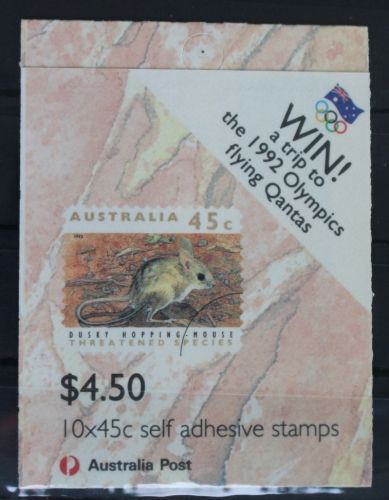 WIN!
a trip to
the 1992 Olympics
flying Qantas
AUSTRALIA 45c
1992
DUSKY HOPPING-MOUSE
THREATENED SPECIES
$4.50
10x45c self adhesive stamps
Australia Post